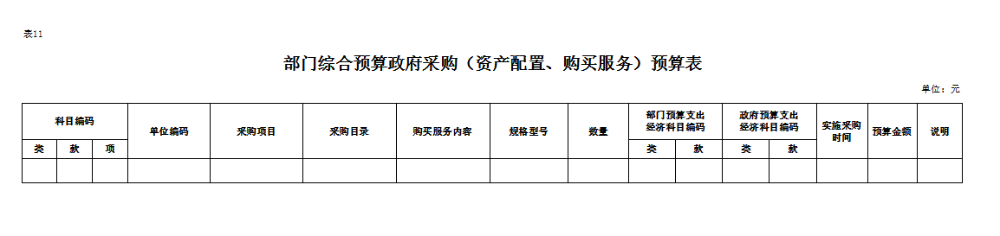 表11
部门综合预算政府采购（资产配置、购买服务）预算表
单位：元
科目编码
单位编码
采购项目
采购目录
购买服务内容
规格型号
数量
部门预算支出
经济科目编码
政府预算支出
经济科目编码
实施采购
时间
预算金额
说明
类
款
项
类
款
类
款